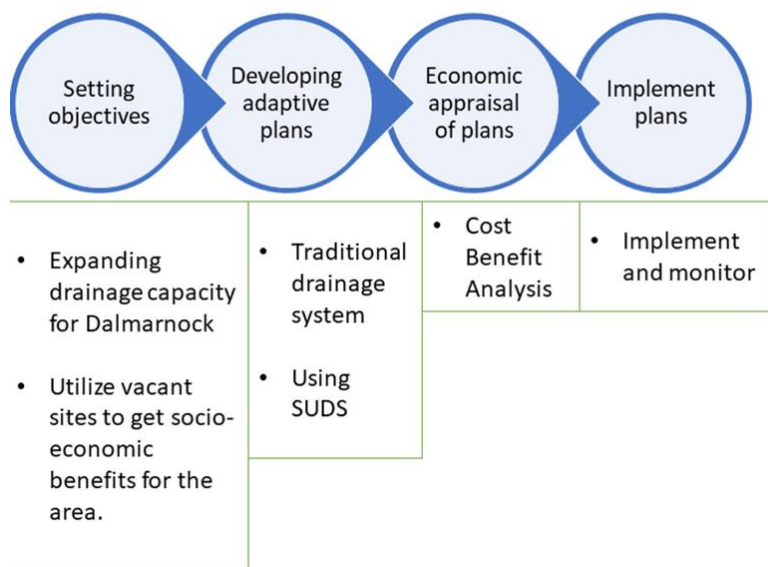 Setting
objectives
Developing
adaptive
plans
Economic
appraisal
of plans
Implement
plans
• Expanding
drainage capacity
for Dalmarnock
• Utilize vacant
sites to get socio-
economic
benefits for the
area.
• Traditional
drainage
system
• Using
SUDS
• Cost
Benefit
Analysis
• Implement
and monitor